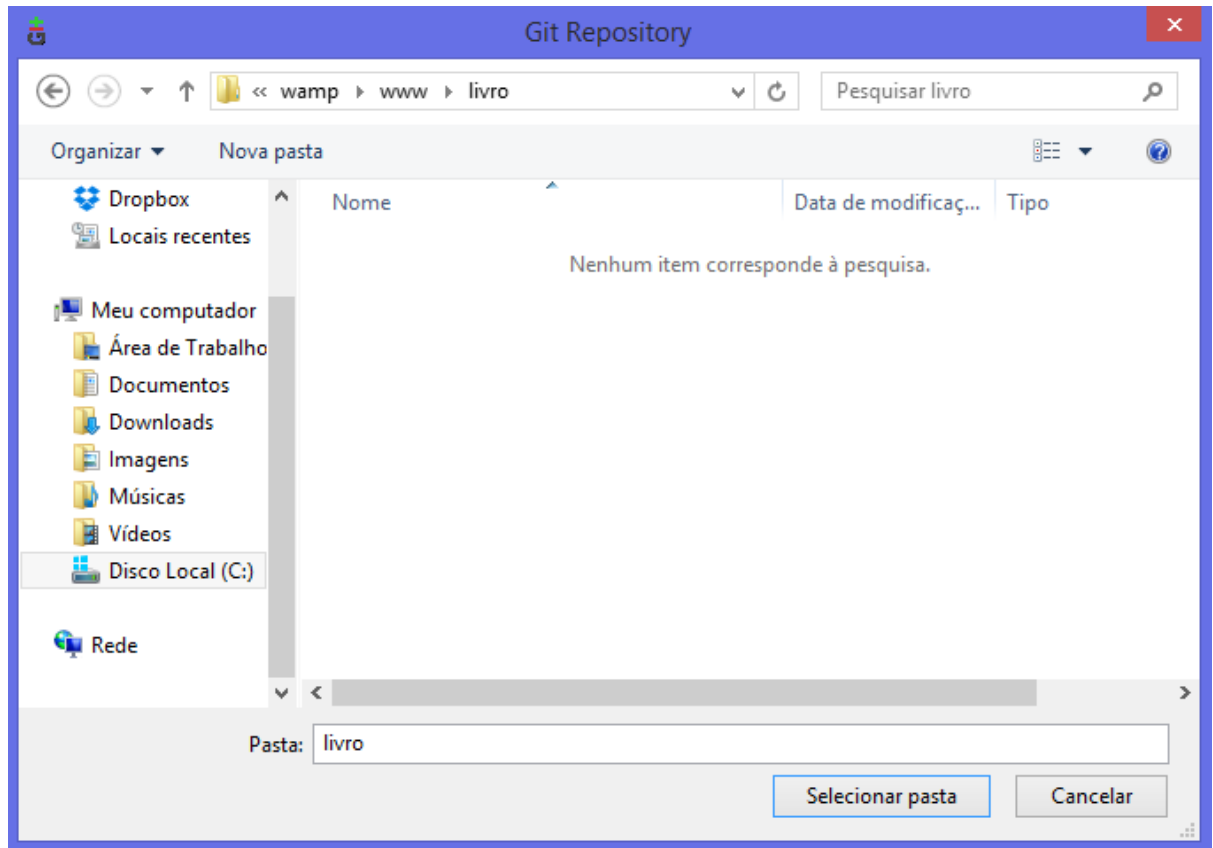 Git Repository
« wamp www livro
Pesquisar livro
Organizar Nova pasta
Dropbox
Locais recentes
Meu computador
Área de Trabalho
Documentos
Downloads
Imagens
Músicas
Vídeos
Disco Local (C:)
Rede
Nome Data de modificaç... Tipo
Nenhum item corresponde à pesquisa.
Pasta: livro
Selecionar pasta Cancelar